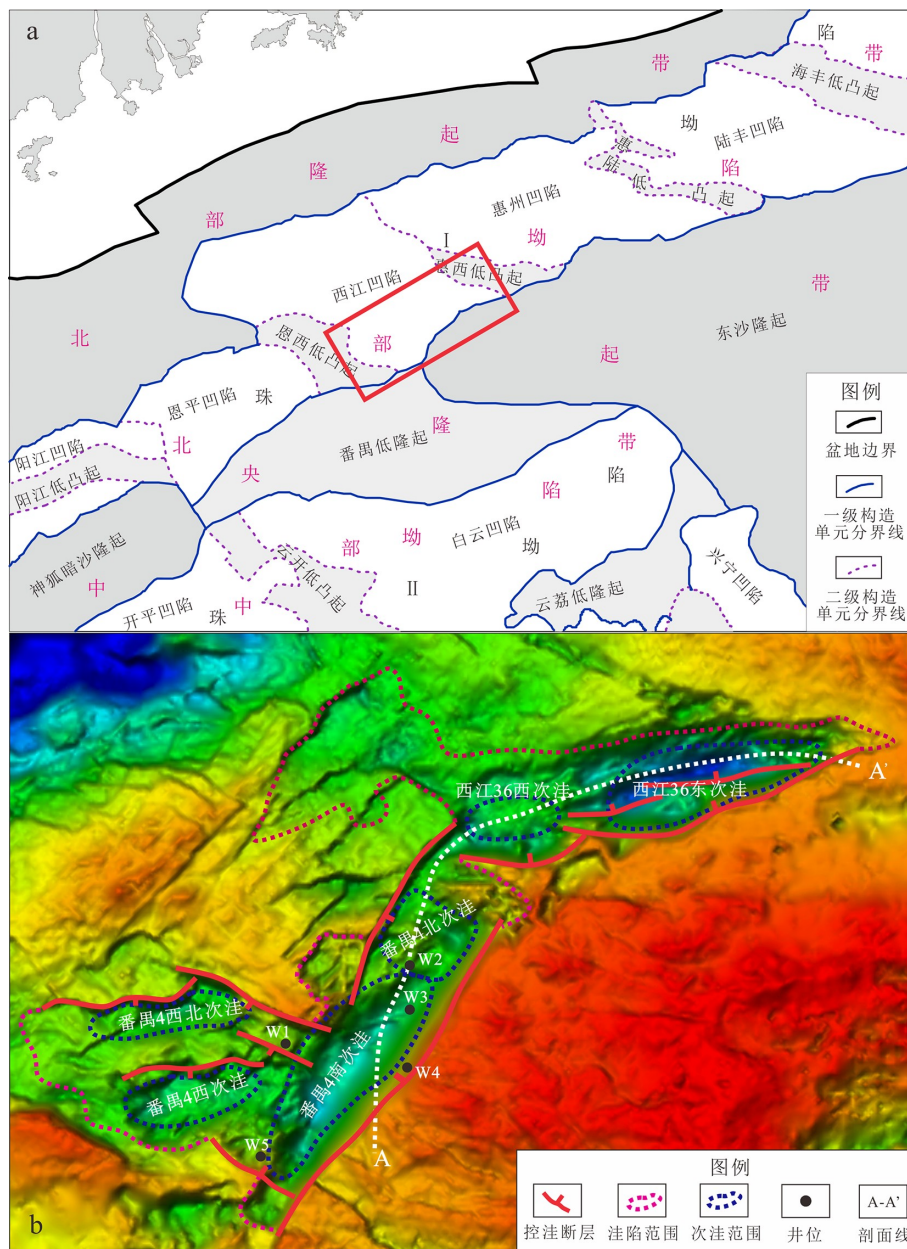 a
陷
带
带
海丰低凸起
起
坳
陆丰凹陷
惠
陆
低
凸起
隆
陷
部
惠州凹陷
Ⅰ
坳
惠西低凸起
西江凹陷
带
北
部
东沙隆起
恩西低凸起
起
恩平凹陷
珠
隆
番禺低隆起
带
阳江凹陷
北
央
陷
阳江低凸起
陷
白云凹陷
部
坳
坳
神狐暗沙隆起
云开低凸起
Ⅱ
兴宁凹陷
中
云荔低隆起
开平凹陷
珠
中
图例
盆地边界
一级构造
单元分界线
二级构造
单元分界线
A'
西江36西次洼
西江36东次洼
番禺4北次洼
W2
W3
番禺4西北次洼
W1
番禺4南次洼
W4
番禺4西次洼
W5
A
b
图例
A-A'
控洼断层
洼陷范围
次洼范围
井位
剖面线